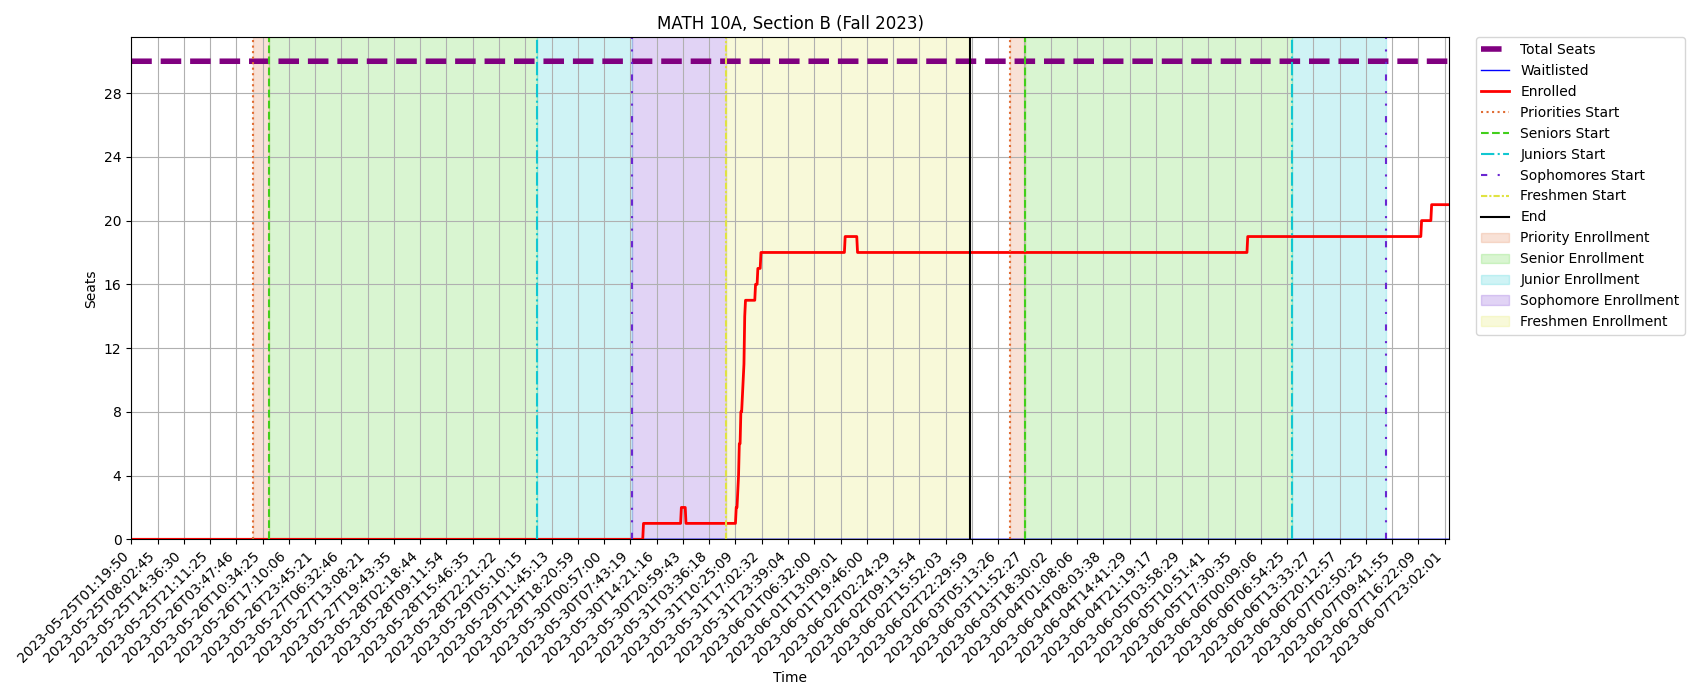 MATH 10A, Section B (Fall 2023)
Seats
28
24
20
16
12
8
4
0
2023-05-25T01:19:50
2023-05-25T08:02:45
2023-05-25T14:36:30
2023-05-25T21:11:25
2023-05-26T03:47:46
2023-05-26T10:34:25
2023-05-26T17:10:06
2023-05-26T23:45:21
2023-05-27T06:32:46
2023-05-27T13:08:21
2023-05-27T19:43:35
2023-05-28T02:18:44
2023-05-28T09:11:54
2023-05-28T15:46:35
2023-05-28T22:21:22
2023-05-29T05:10:15
2023-05-29T11:45:13
2023-05-29T18:20:59
2023-05-30T00:57:00
2023-05-30T07:43:19
2023-05-30T14:21:16
2023-05-30T20:59:43
2023-05-31T03:36:18
2023-05-31T10:25:09
2023-05-31T17:02:32
2023-05-31T23:39:04
2023-06-01T06:32:00
2023-06-01T13:09:01
2023-06-01T19:46:00
2023-06-02T02:24:29
2023-06-02T09:13:54
2023-06-02T15:52:03
2023-06-02T22:29:59
2023-06-03T05:13:26
2023-06-03T11:52:27
2023-06-03T18:30:02
2023-06-04T01:08:06
2023-06-04T08:03:38
2023-06-04T14:41:29
2023-06-04T21:19:17
2023-06-05T03:58:29
2023-06-05T10:51:41
2023-06-05T17:30:35
2023-06-06T00:09:06
2023-06-06T06:54:25
2023-06-06T13:33:27
2023-06-06T20:12:57
2023-06-07T02:50:25
2023-06-07T09:41:55
2023-06-07T16:22:09
2023-06-07T23:02:01
Time
Total Seats
Waitlisted
Enrolled
Priorities Start
Seniors Start
Juniors Start
Sophomores Start
Freshmen Start
End
Priority Enrollment
Senior Enrollment
Junior Enrollment
Sophomore Enrollment
Freshmen Enrollment